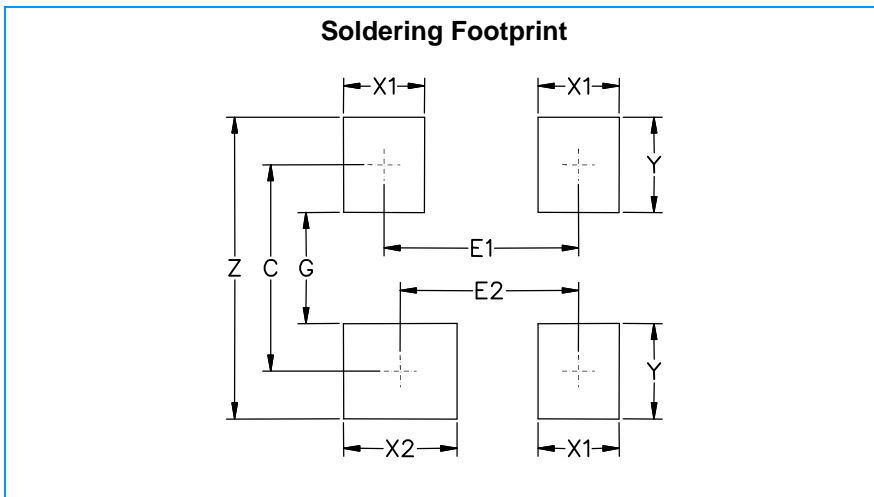 Soldering Footprint
X1 X1
Y
E1
Z C G
E2
Y
X2 X1